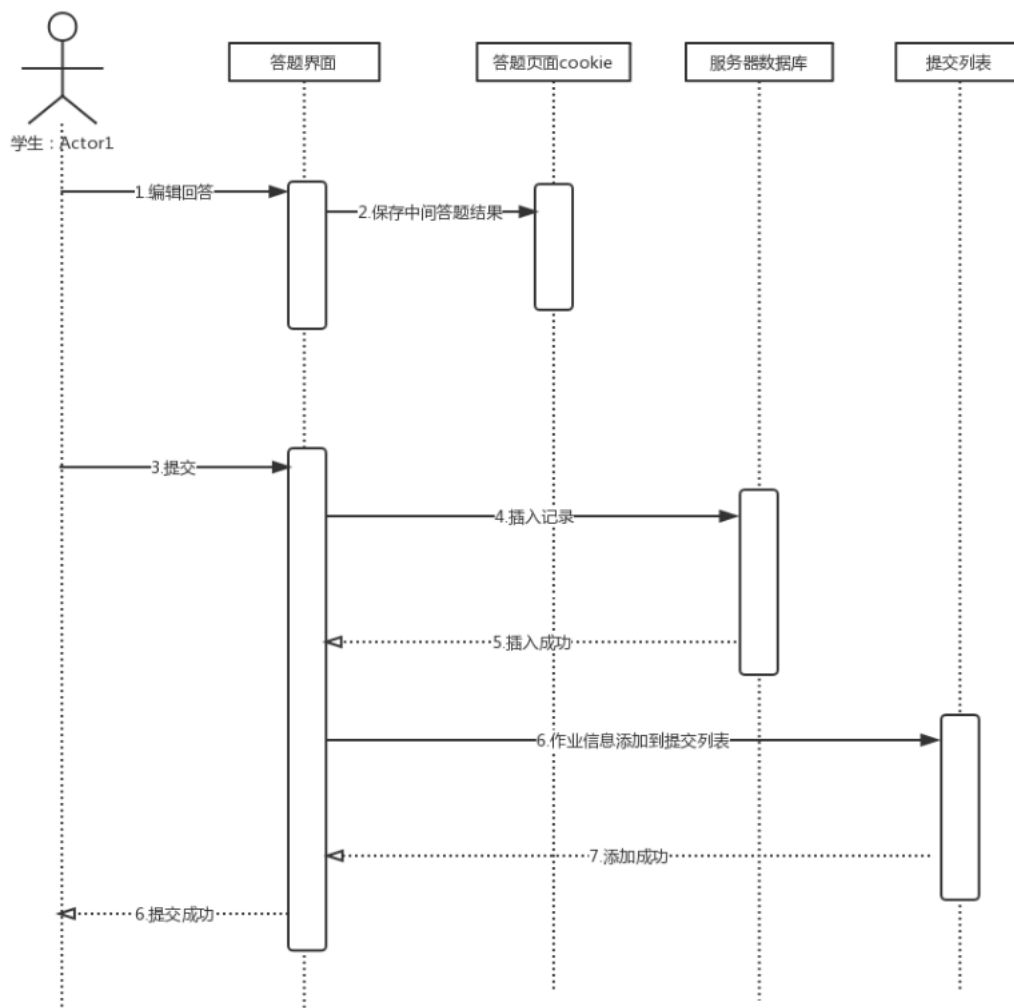 答题界面
答题页面cookie
服务器数据库
提交列表
学生：Actor1
1.编辑回答
2.保存中间答题结果
3.提交
4.插入记录
5.插入成功
6.作业信息添加到提交列表
7.添加成功
6.提交成功